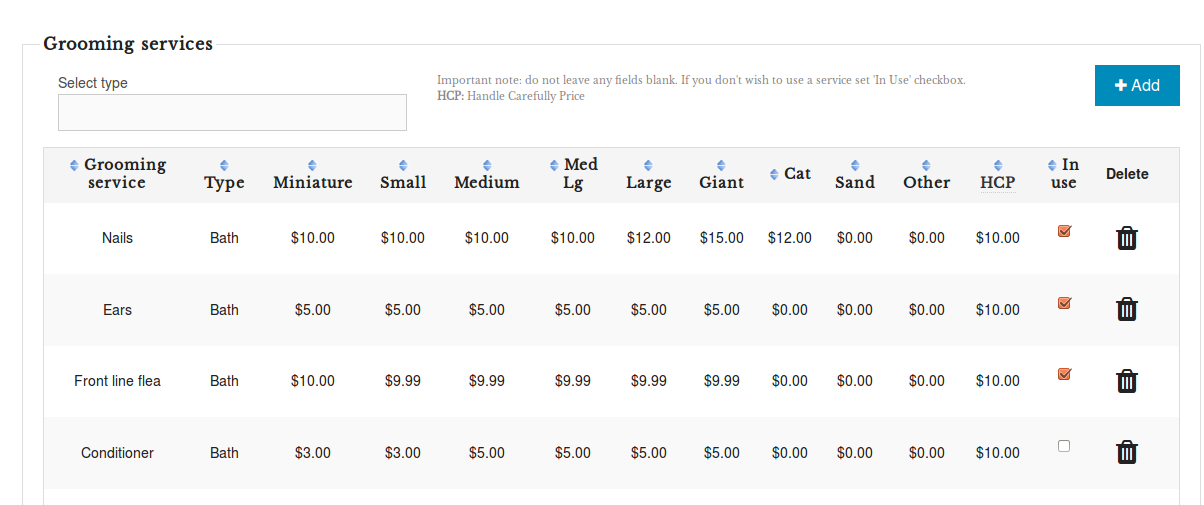 Grooming services
Select type
Important note: do not leave any fields blank. If you don't wish to use a service set 'In Use' checkbox.
HCP: Handle Carefully Price
Add
Grooming service Type Miniature Small Medium Med Lg Large Giant Cat Sand Other HCP In use Delete
Nails Bath $10.00 $10.00 $10.00 $10.00 $12.00 $15.00 $12.00 $0.00 $0.00 $10.00
Ears Bath $5.00 $5.00 $5.00 $5.00 $5.00 $5.00 $0.00 $0.00 $0.00 $10.00
Front line flea Bath $10.00 $9.99 $9.99 $9.99 $9.99 $9.99 $0.00 $0.00 $0.00 $10.00
Conditioner Bath $3.00 $3.00 $5.00 $5.00 $5.00 $5.00 $0.00 $0.00 $0.00 $10.00